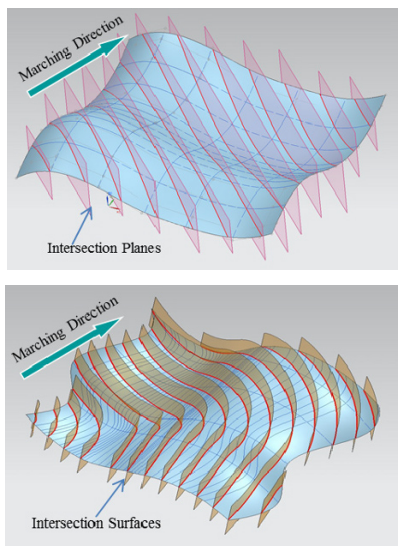 Marching Direction
Intersection Planes
Marching Direction
Intersection Surfaces